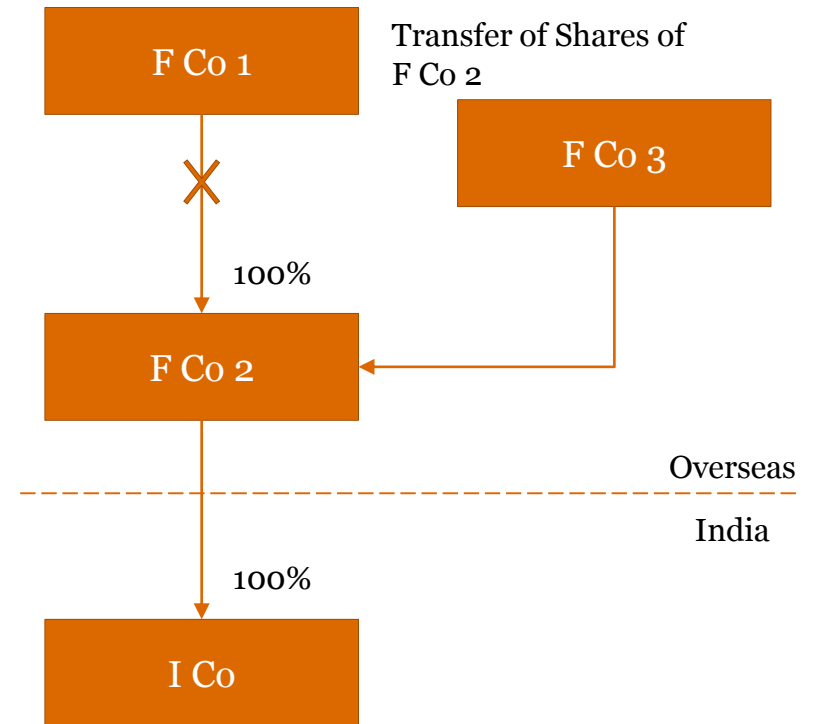 F Co 1
Transfer of Shares of
F Co 2
F Co 3
100%
F Co 2
Overseas
India
100%
I Co